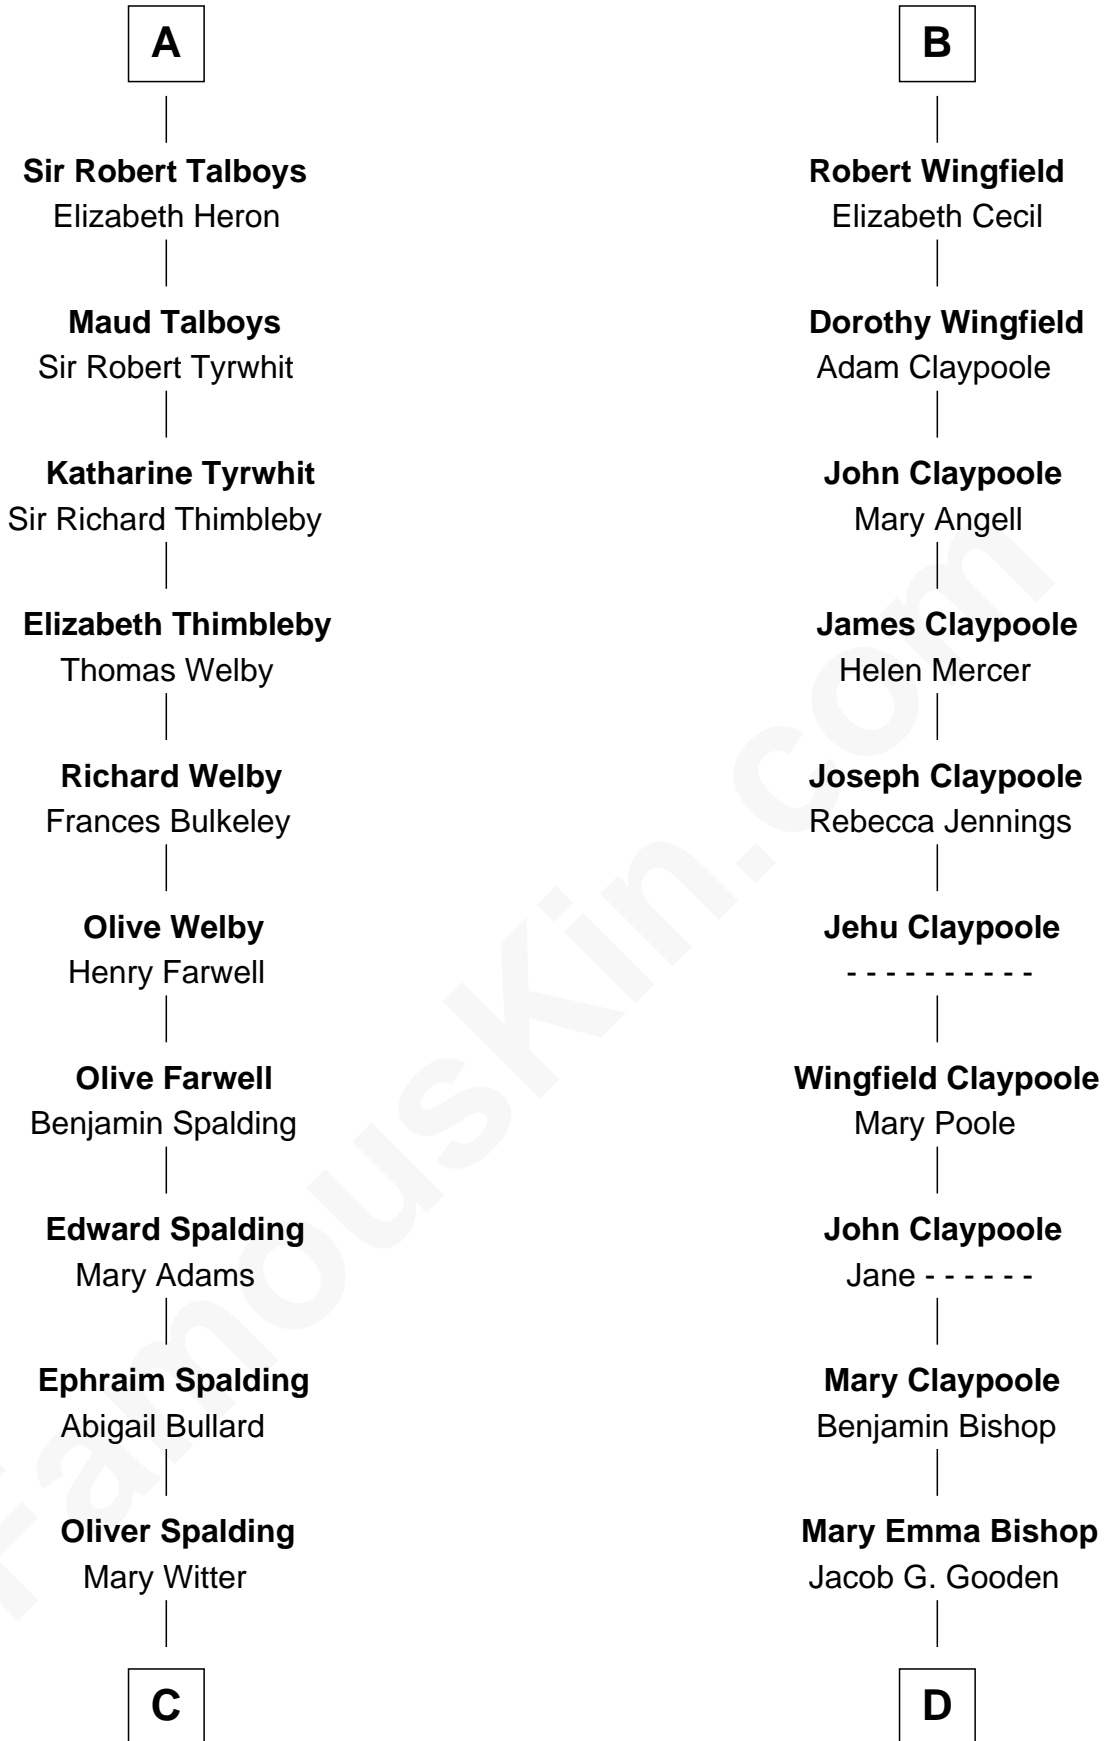 A
Sir Robert Talboys
Elizabeth Heron
Maud Talboys
Sir Robert Tyrwhit
Katharine Tyrwhit
Sir Richard Thimbleby
Elizabeth Thimbleby
Thomas Welby
Richard Welby
Frances Bulkeley
Olive Welby
Henry Farwell
Olive Farwell
Benjamin Spalding
Edward Spalding
Mary Adams
Ephraim Spalding
Abigail Bullard
Oliver Spalding
Mary Witter
C
B
Robert Wingfield
Elizabeth Cecil
Dorothy Wingfield
Adam Claypoole
John Claypoole
Mary Angell
James Claypoole
Helen Mercer
Joseph Claypoole
Rebecca Jennings
Jehu Claypoole
- - - - - - - - - -
Wingfield Claypoole
Mary Poole
John Claypoole
Jane - - - - - -
Mary Claypoole
Benjamin Bishop
Mary Emma Bishop
Jacob G. Gooden
D
FamousKin.com